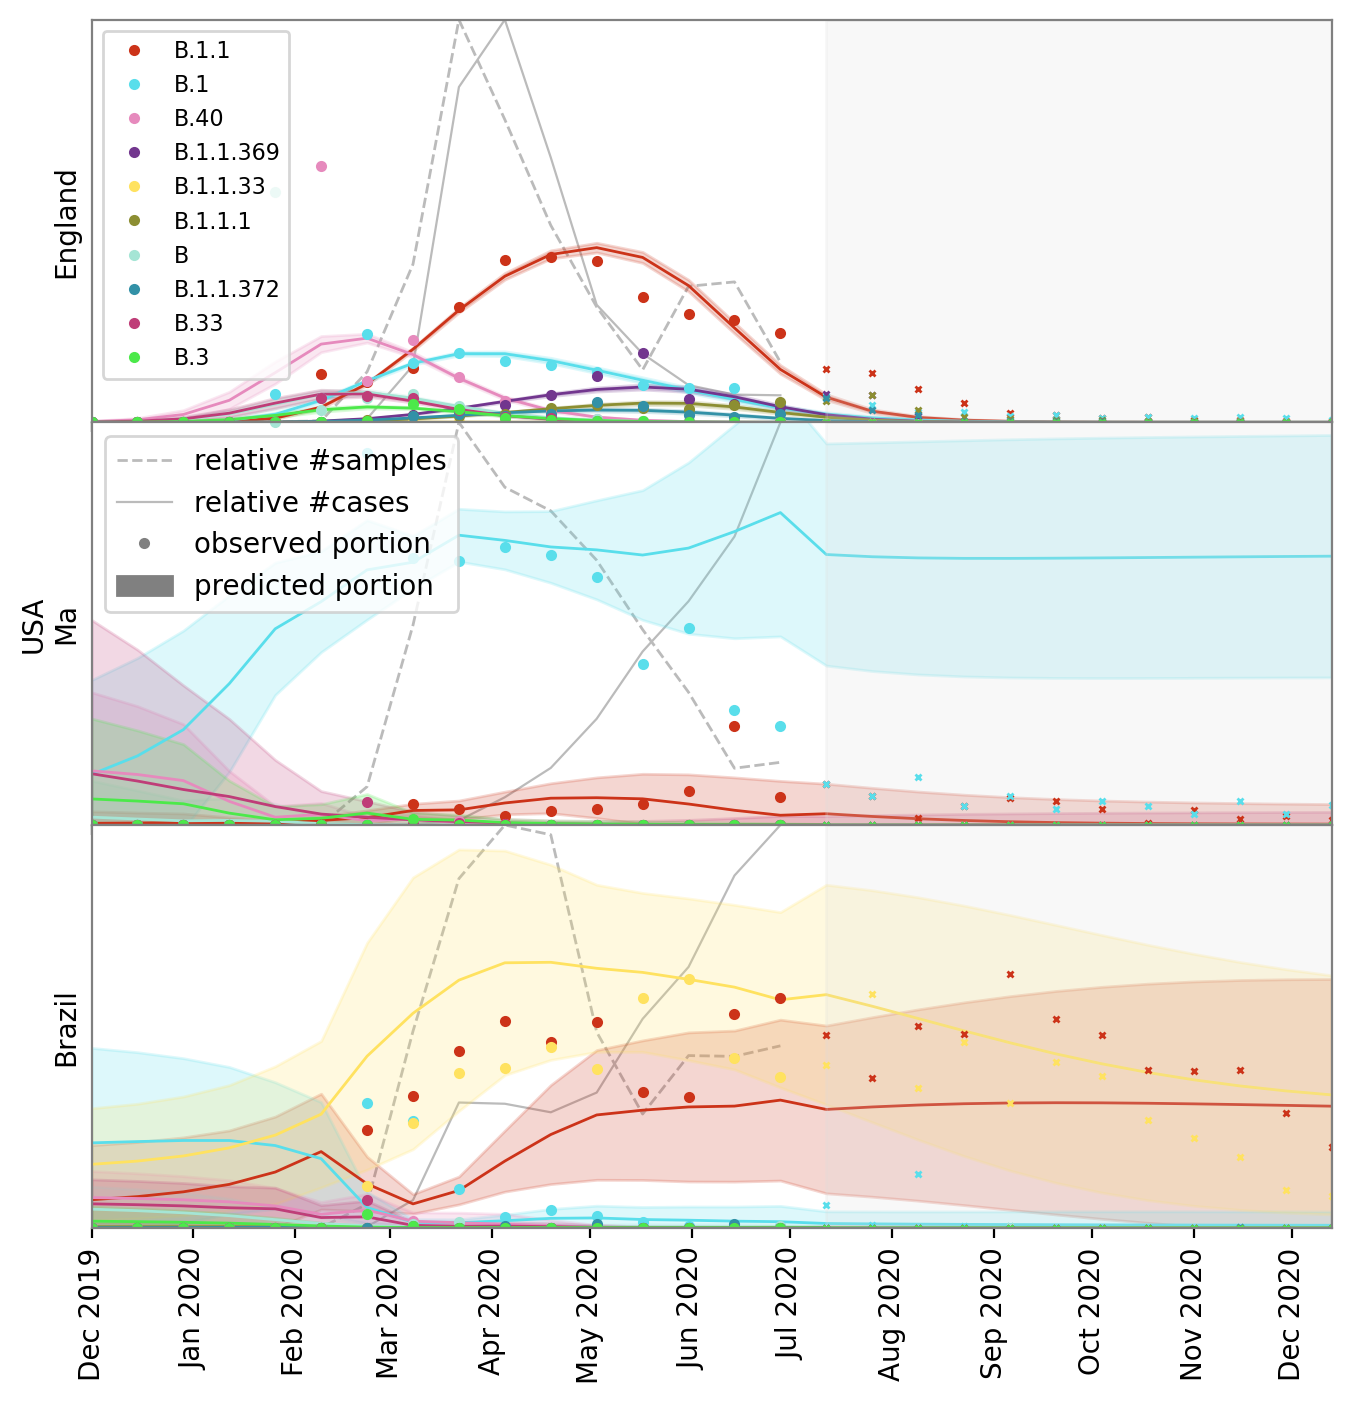 B.1.1
B.1
B.40
B.1.1.369
B.1.1.33
B.1.1.1
B
B.1.1.372
B.33
B.3
England
relative #samples
relative #cases
observed portion
predicted portion
USA
Ma
Brazil
Dec 2019
Jan 2020
Feb 2020
Mar 2020
Apr 2020
May 2020
Jun 2020
Jul 2020
Aug 2020
Sep 2020
Oct 2020
Nov 2020
Dec 2020